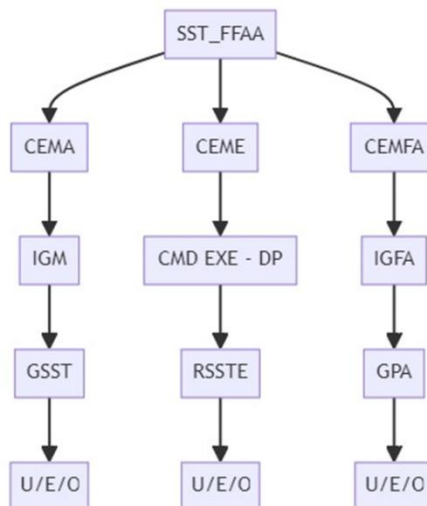 SST_FFAA
CEMA
CEME
CEMFA
IGM
CMD EXE - DP
IGFA
GSST
RSSTE
GPA
U/E/O
U/E/O
U/E/O